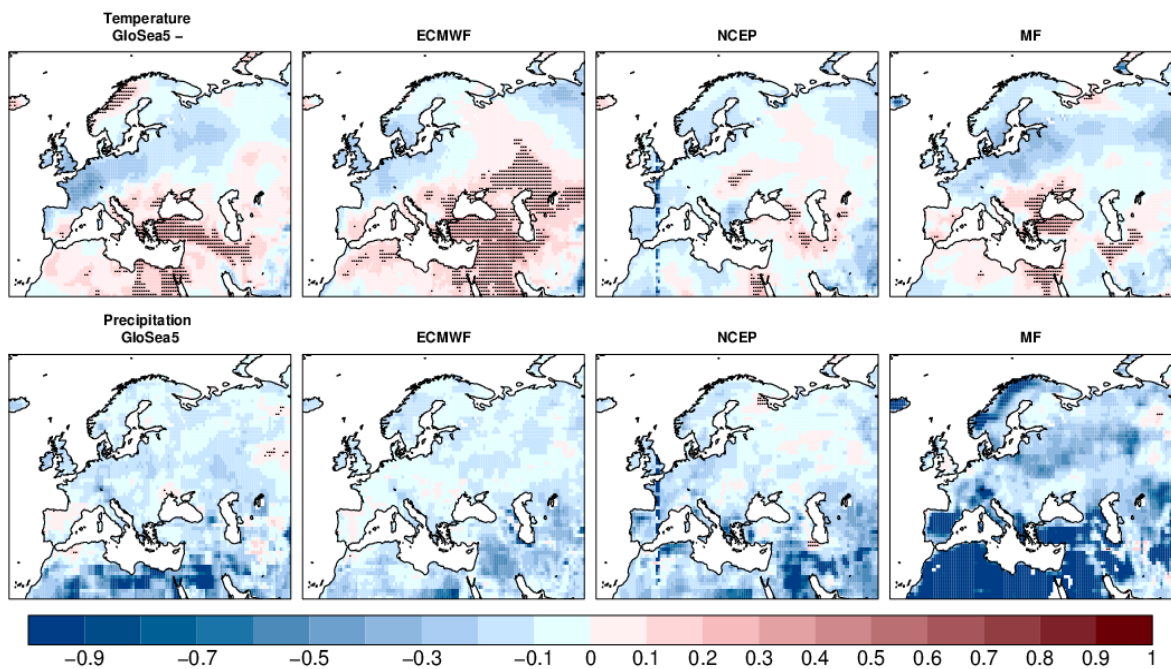 Temperature
GloSea5 −
ECMWF
NCEP
MF
Precipitation
GloSea5
ECMWF
NCEP
MF
−0.9 −0.7 −0.5 −0.3 −0.1 0 0.1 0.2 0.3 0.4 0.5 0.6 0.7 0.8 0.9 1